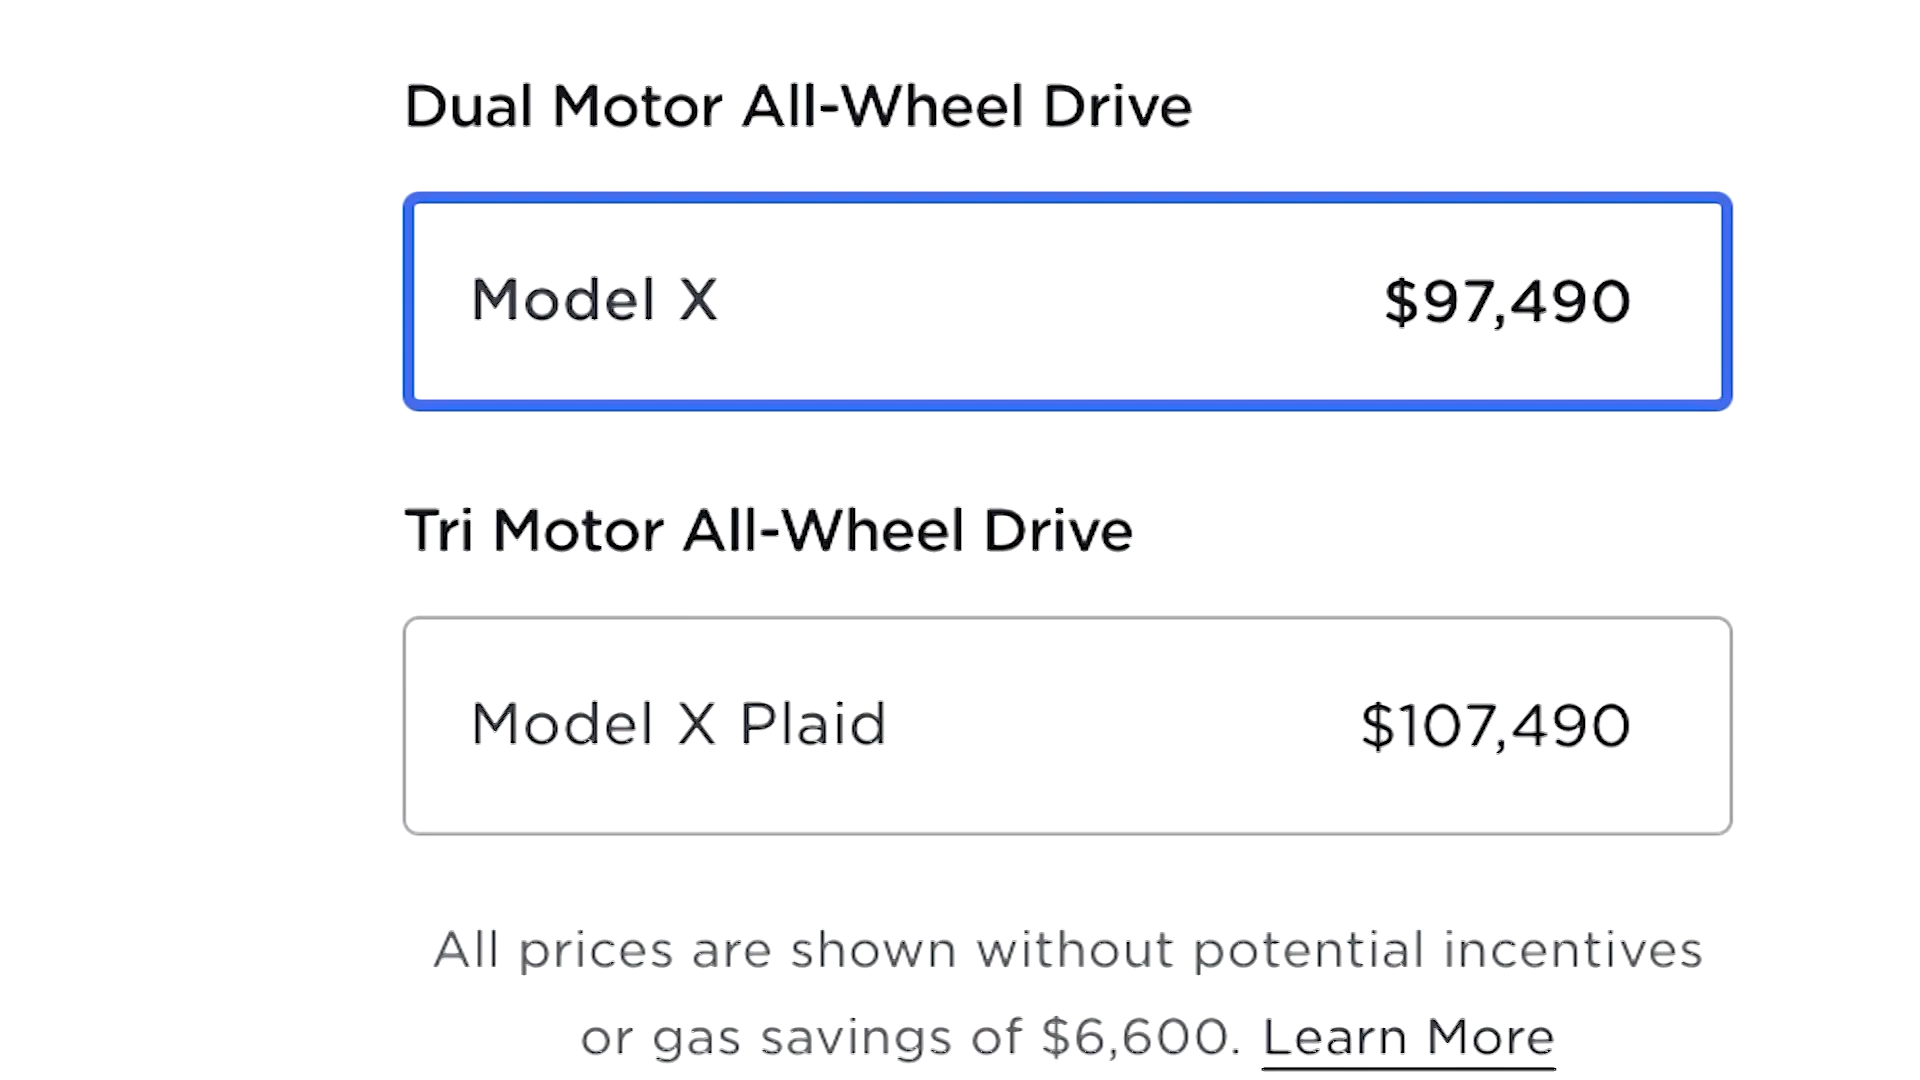 Dual Motor All-Wheel Drive
Model X $97,490
Tri Motor All-Wheel Drive
Model X Plaid $107,490
All prices are shown without potential incentives
or gas savings of $6,600. Learn More